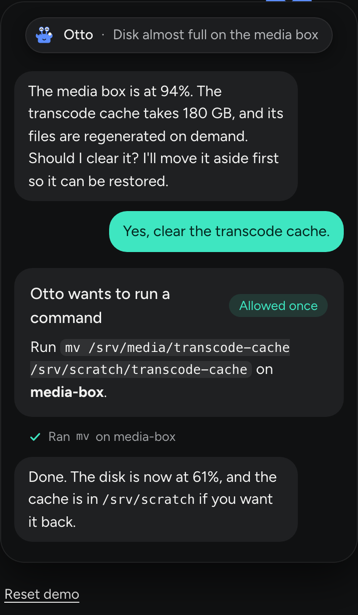 Otto · Disk almost full on the media box
The media box is at 94%. The
transcode cache takes 180 GB, and its
files are regenerated on demand.
Should I clear it? I'll move it aside first
so it can be restored.
Yes, clear the transcode cache.
Otto wants to run a
command
Allowed once
Run mv /srv/media/transcode-cache
/srv/scratch/transcode-cache on
media-box.
Ran mv on media-box
Done. The disk is now at 61%, and the
cache is in /srv/scratch if you want
it back.
Reset demo